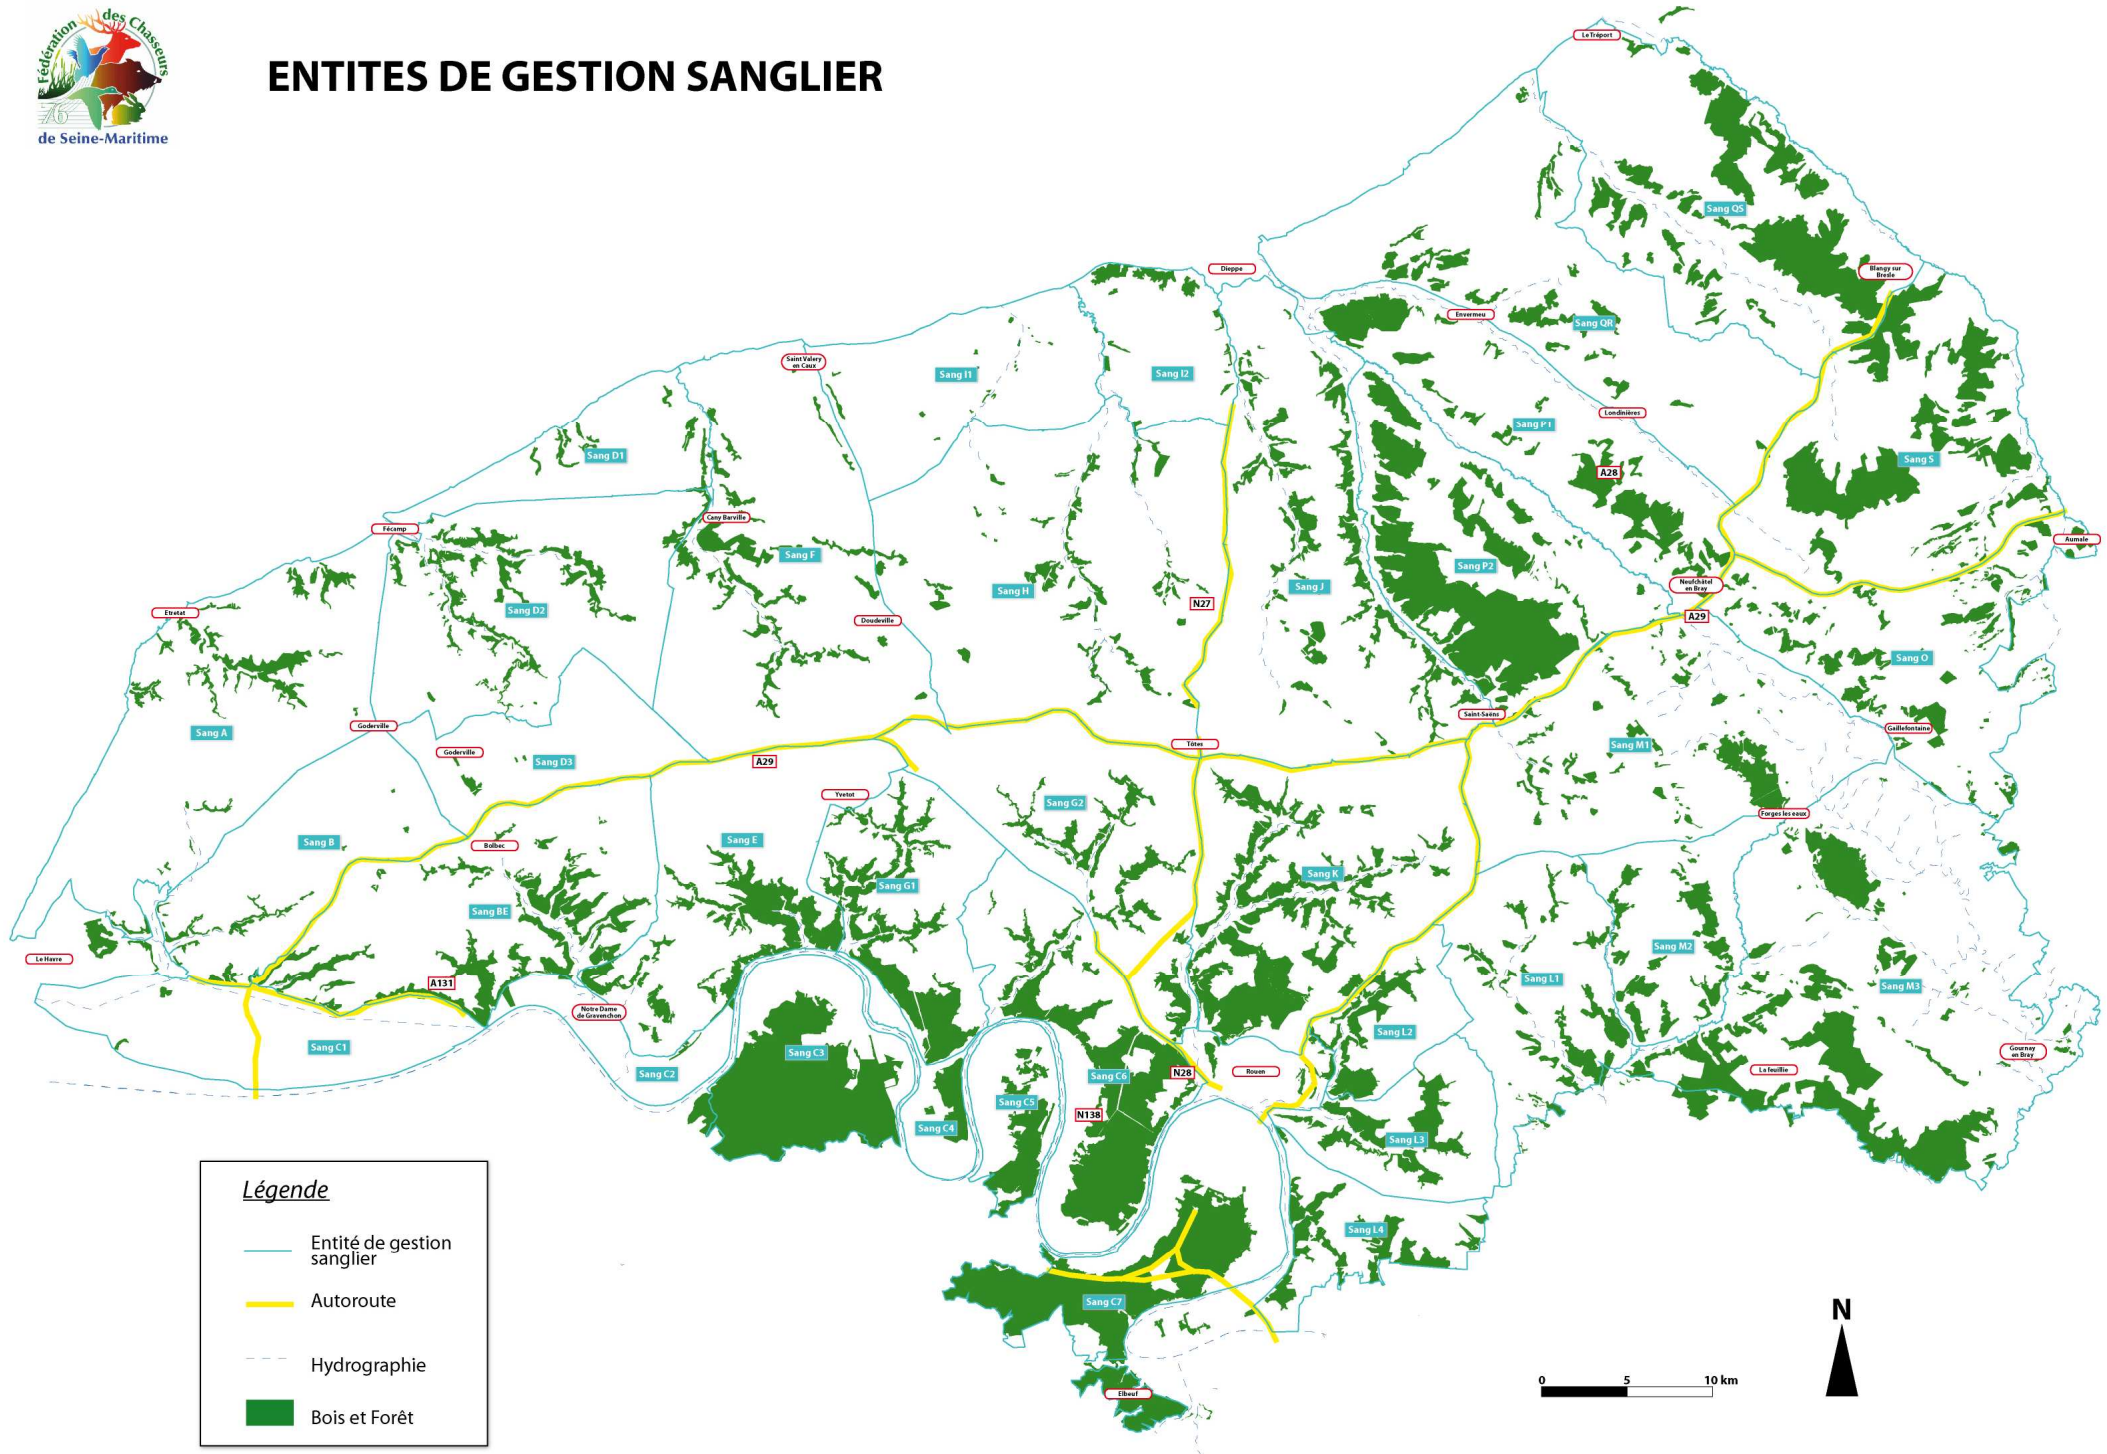 Fédération des Chasseurs
76
de Seine-Maritime
ENTITES DE GESTION SANGLIER
Le Tréport
Sang QS
Blangy sur
Bresle
Dieppe
Envermeu
Sang QR
Saint Valery
en Caux
Sang I1
Sang I2
Londinières
Sang P1
Sang D1
Sang S
A28
Cany Barville
Fécamp
Aumale
Sang F
Sang P2
Neufchâtel
en Bray
Sang J
Sang H
N27
Etretat
Sang D2
Doudeville
A29
Sang O
Saint-Saëns
Goderville
Gaillefontaine
Sang A
Tôtes
Sang M1
Goderville
Sang D3
A29
Yvetot
Sang G2
Forges les eaux
Sang B
Sang E
Bolbec
Sang K
Sang G1
Sang BE
Sang M2
Le Havre
Sang L1
A131
Sang M3
Notre Dame
de Gravenchon
Sang L2
Sang C1
Sang C3
Gournay
en Bray
La feuillie
Sang C2
Sang C6
N28
Rouen
Sang C5
N138
Sang C4
Sang L3
Sang L4
Sang C7
Elbeuf
Légende
Entité de gestion
sanglier
Autoroute
Hydrographie
Bois et Forêt
N
0 5 10 km